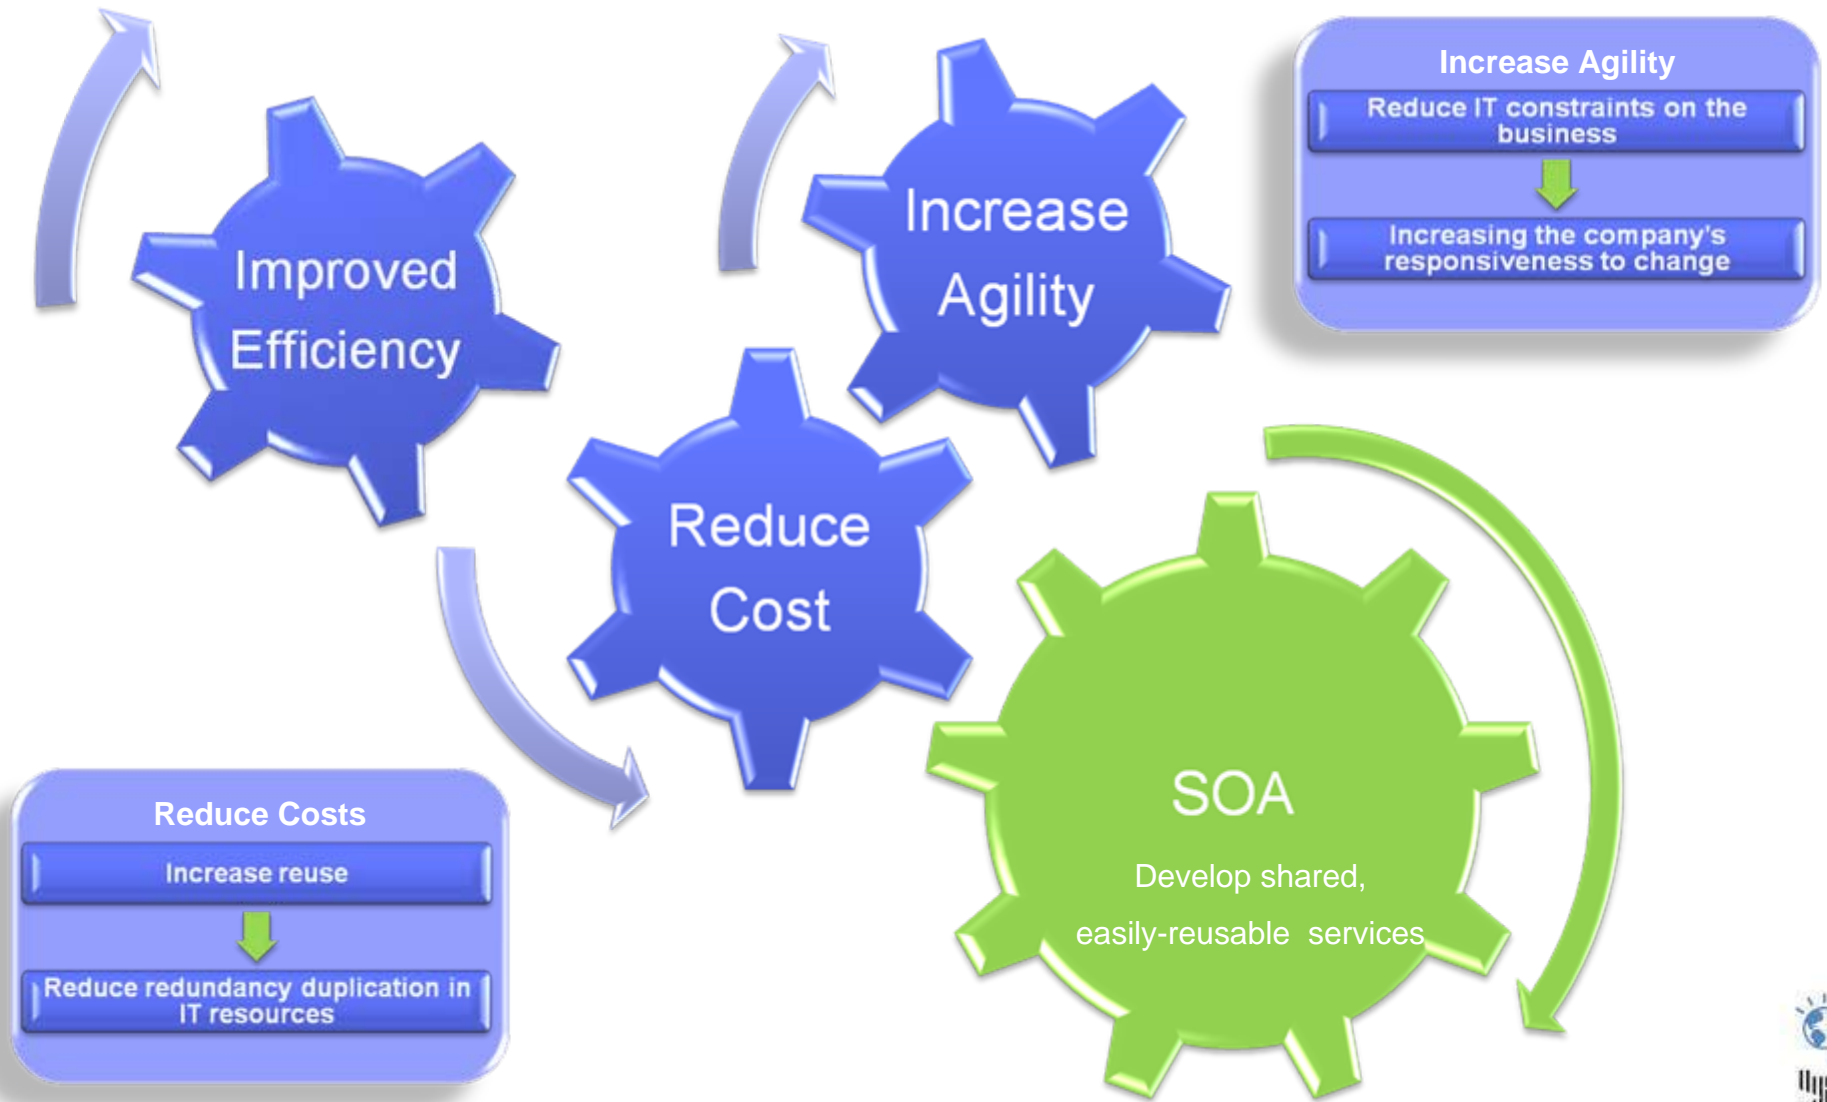 Improved
Efficiency
Increase
Agility
Increase Agility
Reduce IT constraints on the
business
Increasing the company's
responsiveness to change
Reduce
Cost
SOA
Develop shared,
easily-reusable services
Reduce Costs
Increase reuse
Reduce redundancy duplication in
IT resources